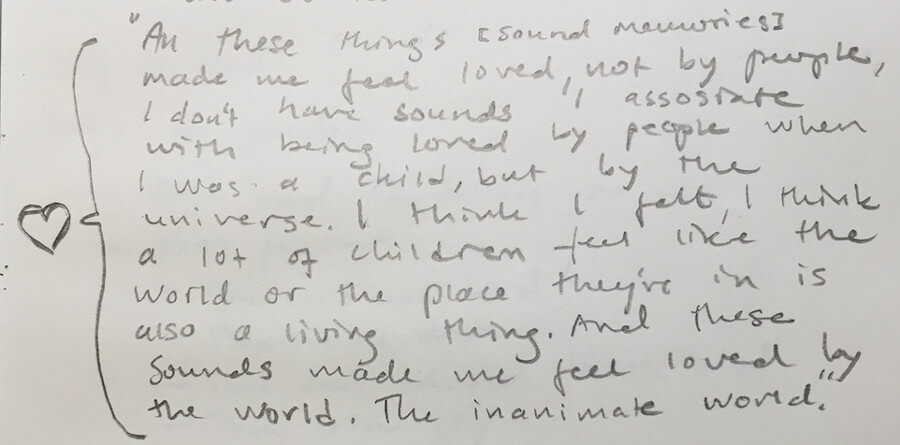 "All these things [sound memories]
made me feel loved, not by people,
I don't have sounds I assosiate
with being loved by people when
I was a child, but by the
universe. I think I felt, I think
a lot of children feel like the
world or the place they're in is
also a living thing. And these
sounds made me feel loved by
the world. The inanimate world."